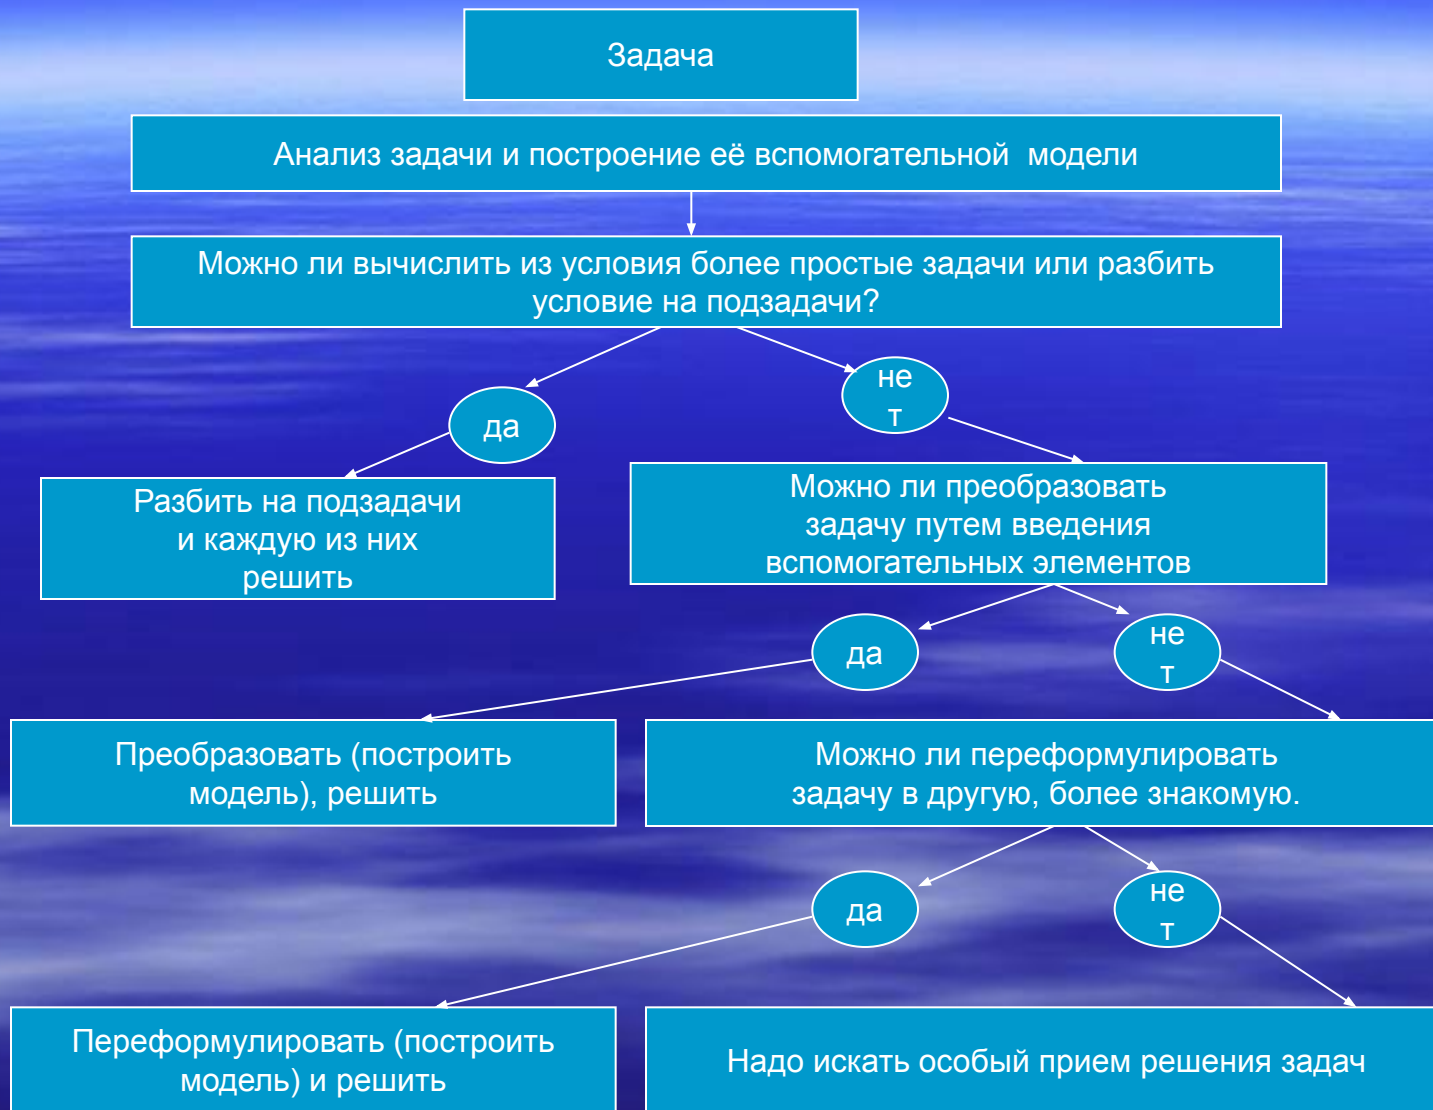 Задача
Анализ задачи и построение её вспомогательной модели
Можно ли вычислить из условия более простые задачи или разбить
условие на подзадачи?
да
не
т
Разбить на подзадачи
и каждую из них
решить
Можно ли преобразовать
задачу путем введения
вспомогательных элементов
да
не
т
Преобразовать (построить
модель), решить
Можно ли переформулировать
задачу в другую, более знакомую.
да
не
т
Переформулировать (построить
модель) и решить
Надо искать особый прием решения задач